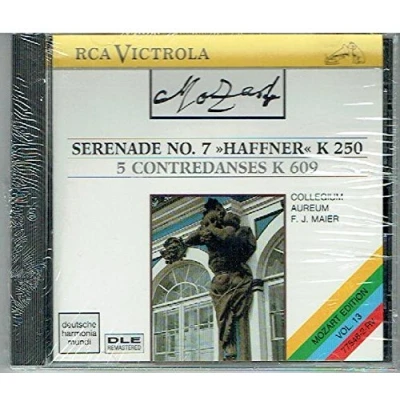 RCA VICTROLA
Mozart
SERENADE NO. 7 »HAFFNER« K 250
5 CONTREDANSES K 609
COLLEGIUM
AUREUM
F. J. MAIER
deutsche
harmonia
mundi
DLE
REMASTERED
MOZART EDITION
VOL. 13